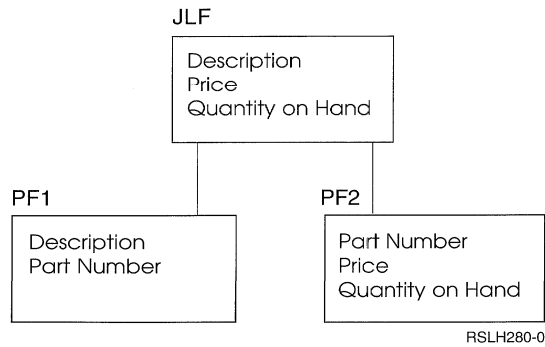 JLF
Description
Price
Quantity on Hand
PF1
Description
Part Number
PF2
Part Number
Price
Quantity on Hand
RSLH280-0